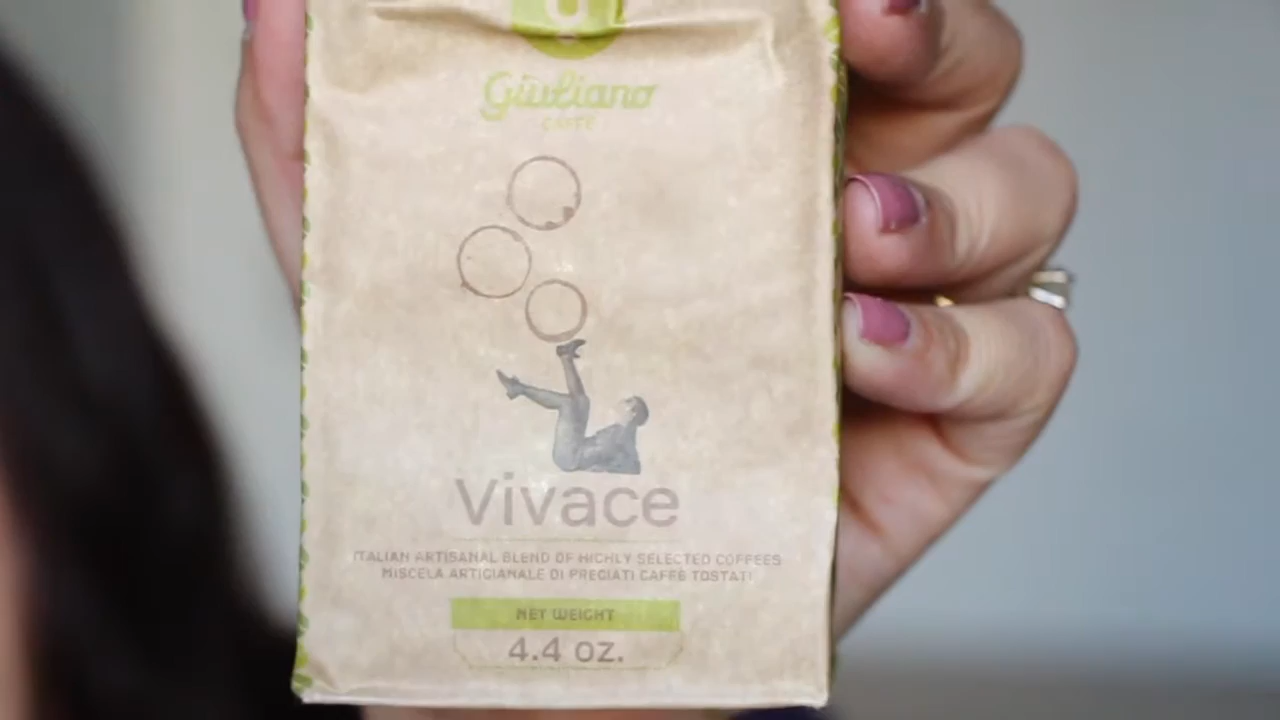 Giuliano
CAFFÈ
Vivace
ITALIAN ARTISANAL BLEND OF HIGHLY SELECTED COFFEES
MISCELA ARTIGIANALE DI PREGIATI CAFFÈ TOSTATI
NET WEIGHT
4.4 oz.